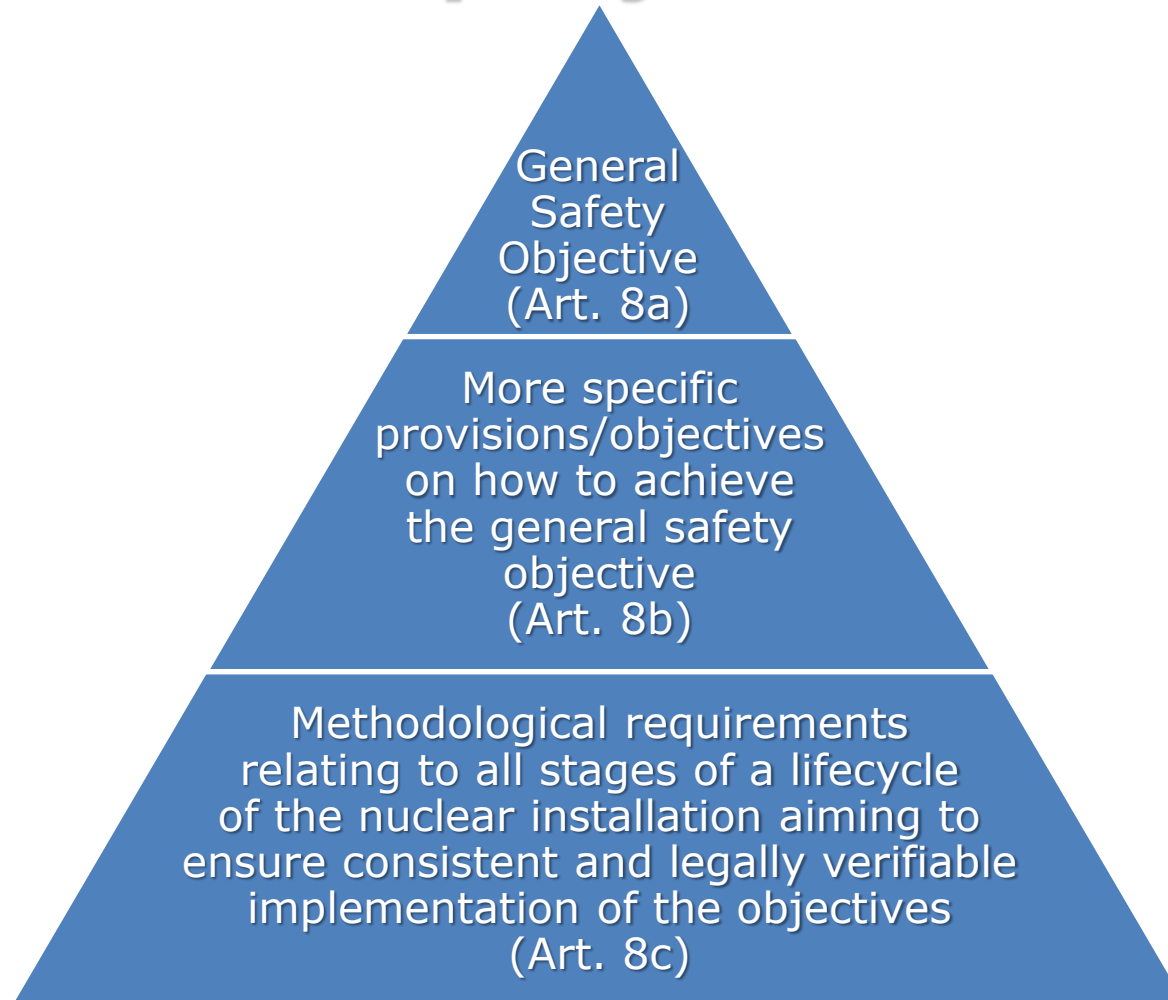 General
Safety
Objective
(Art. 8a)
More specific
provisions/objectives
on how to achieve
the general safety
objective
(Art. 8b)
Methodological requirements
relating to all stages of a lifecycle
of the nuclear installation aiming to
ensure consistent and legally verifiable
implementation of the objectives
(Art. 8c)